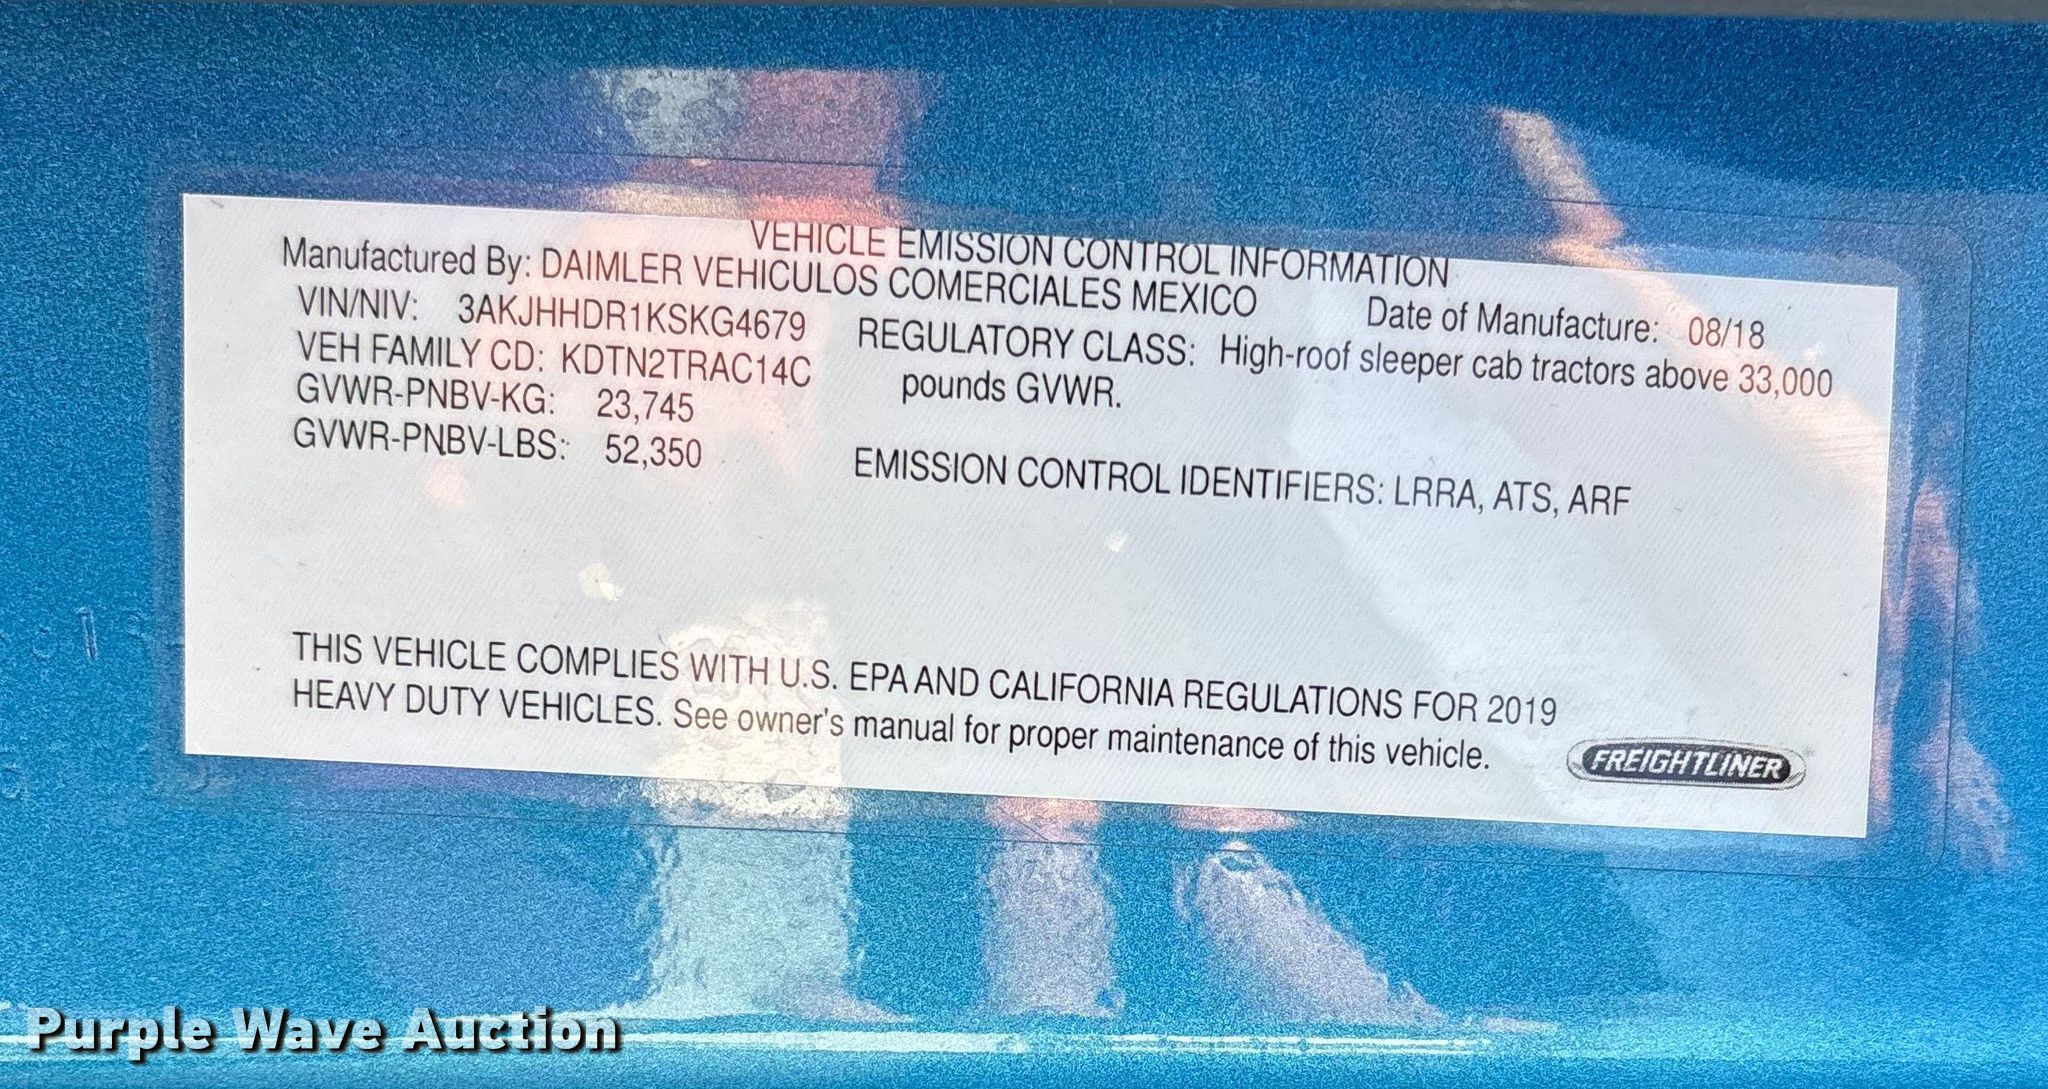 VEHICLE EMISSION CONTROL INFORMATION
Manufactured By: DAIMLER VEHICULOS COMERCIALES MEXICO
Date of Manufacture: 08/18
VIN/NIV: 3AKJHHDR1KSKG4679
VEH FAMILY CD: KDTN2TRAC14C
GVWR-PNBV-KG: 23,745
GVWR-PNBV-LBS: 52,350
REGULATORY CLASS: High-roof sleeper cab tractors above 33,000
pounds GVWR.
EMISSION CONTROL IDENTIFIERS: LRRA, ATS, ARF
THIS VEHICLE COMPLIES WITH U.S. EPA AND CALIFORNIA REGULATIONS FOR 2019
HEAVY DUTY VEHICLES. See owner's manual for proper maintenance of this vehicle.
FREIGHTLINER
Purple Wave Auction